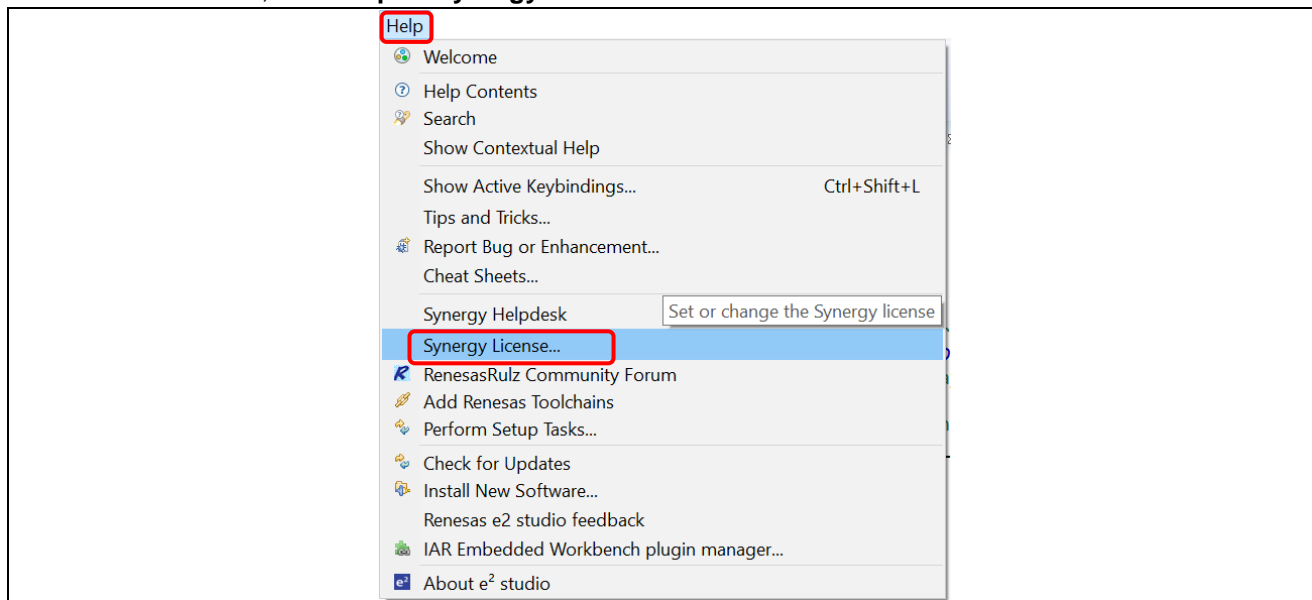 Help
Welcome
Help Contents
Search
Show Contextual Help
Show Active Keybindings... Ctrl+Shift+L
Tips and Tricks...
Report Bug or Enhancement...
Cheat Sheets...
Synergy Helpdesk
Set or change the Synergy license
Synergy License...
RenesasRulz Community Forum
Add Renesas Toolchains
Perform Setup Tasks...
Check for Updates
Install New Software...
Renesas e2 studio feedback
IAR Embedded Workbench plugin manager...
e² About e² studio